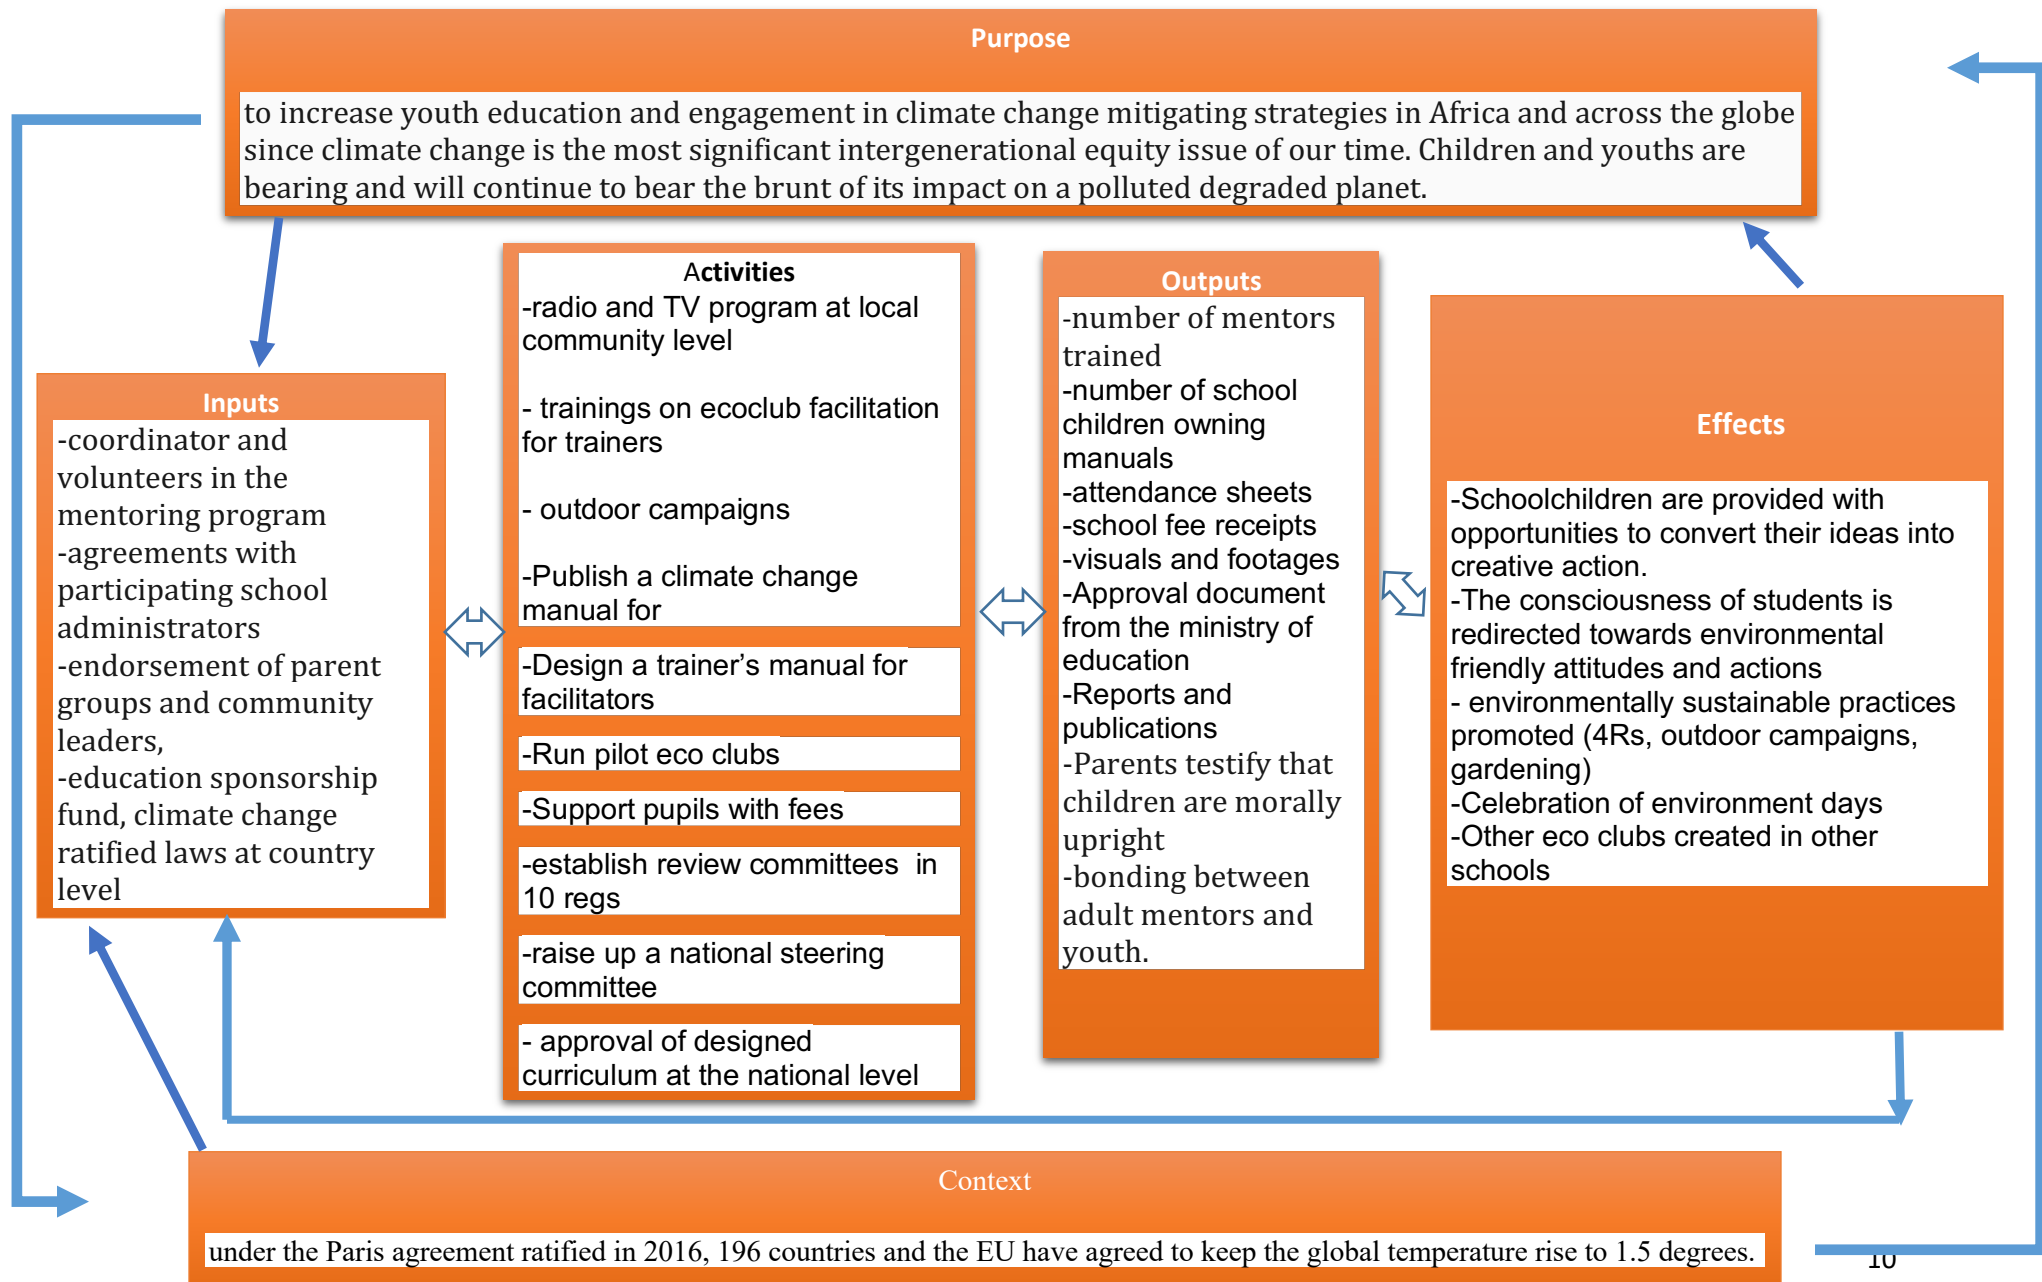 Purpose
to increase youth education and engagement in climate change mitigating strategies in Africa and across the globe
since climate change is the most significant intergenerational equity issue of our time. Children and youths are
bearing and will continue to bear the brunt of its impact on a polluted degraded planet.
Inputs
-coordinator and
volunteers in the
mentoring program
-agreements with
participating school
administrators
-endorsement of parent
groups and community
leaders,
-education sponsorship
fund, climate change
ratified laws at country
level
Activities
-radio and TV program at local
community level
- trainings on ecoclub facilitation
for trainers
- outdoor campaigns
-Publish a climate change
manual for
-Design a trainer’s manual for
facilitators
-Run pilot eco clubs
-Support pupils with fees
-establish review committees in
10 regs
-raise up a national steering
committee
- approval of designed
curriculum at the national level
Outputs
-number of mentors
trained
-number of school
children owning
manuals
-attendance sheets
-school fee receipts
-visuals and footages
-Approval document
from the ministry of
education
-Reports and
publications
-Parents testify that
children are morally
upright
-bonding between
adult mentors and
youth.
Effects
-Schoolchildren are provided with
opportunities to convert their ideas into
creative action.
-The consciousness of students is
redirected towards environmental
friendly attitudes and actions
- environmentally sustainable practices
promoted (4Rs, outdoor campaigns,
gardening)
-Celebration of environment days
-Other eco clubs created in other
schools
Context
under the Paris agreement ratified in 2016, 196 countries and the EU have agreed to keep the global temperature rise to 1.5 degrees.
10